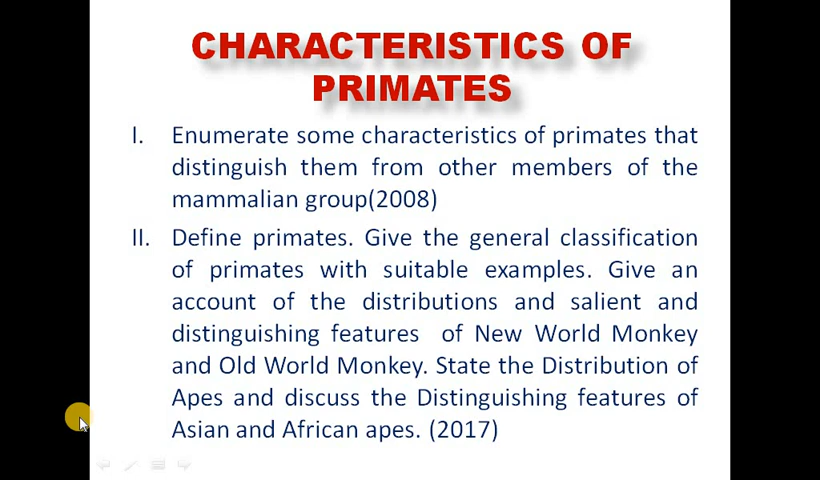 CHARACTERISTICS OF
PRIMATES
I. Enumerate some characteristics of primates that
distinguish them from other members of the
mammalian group(2008)
II. Define primates. Give the general classification
of primates with suitable examples. Give an
account of the distributions and salient and
distinguishing features of New World Monkey
and Old World Monkey. State the Distribution of
Apes and discuss the Distinguishing features of
Asian and African apes. (2017)